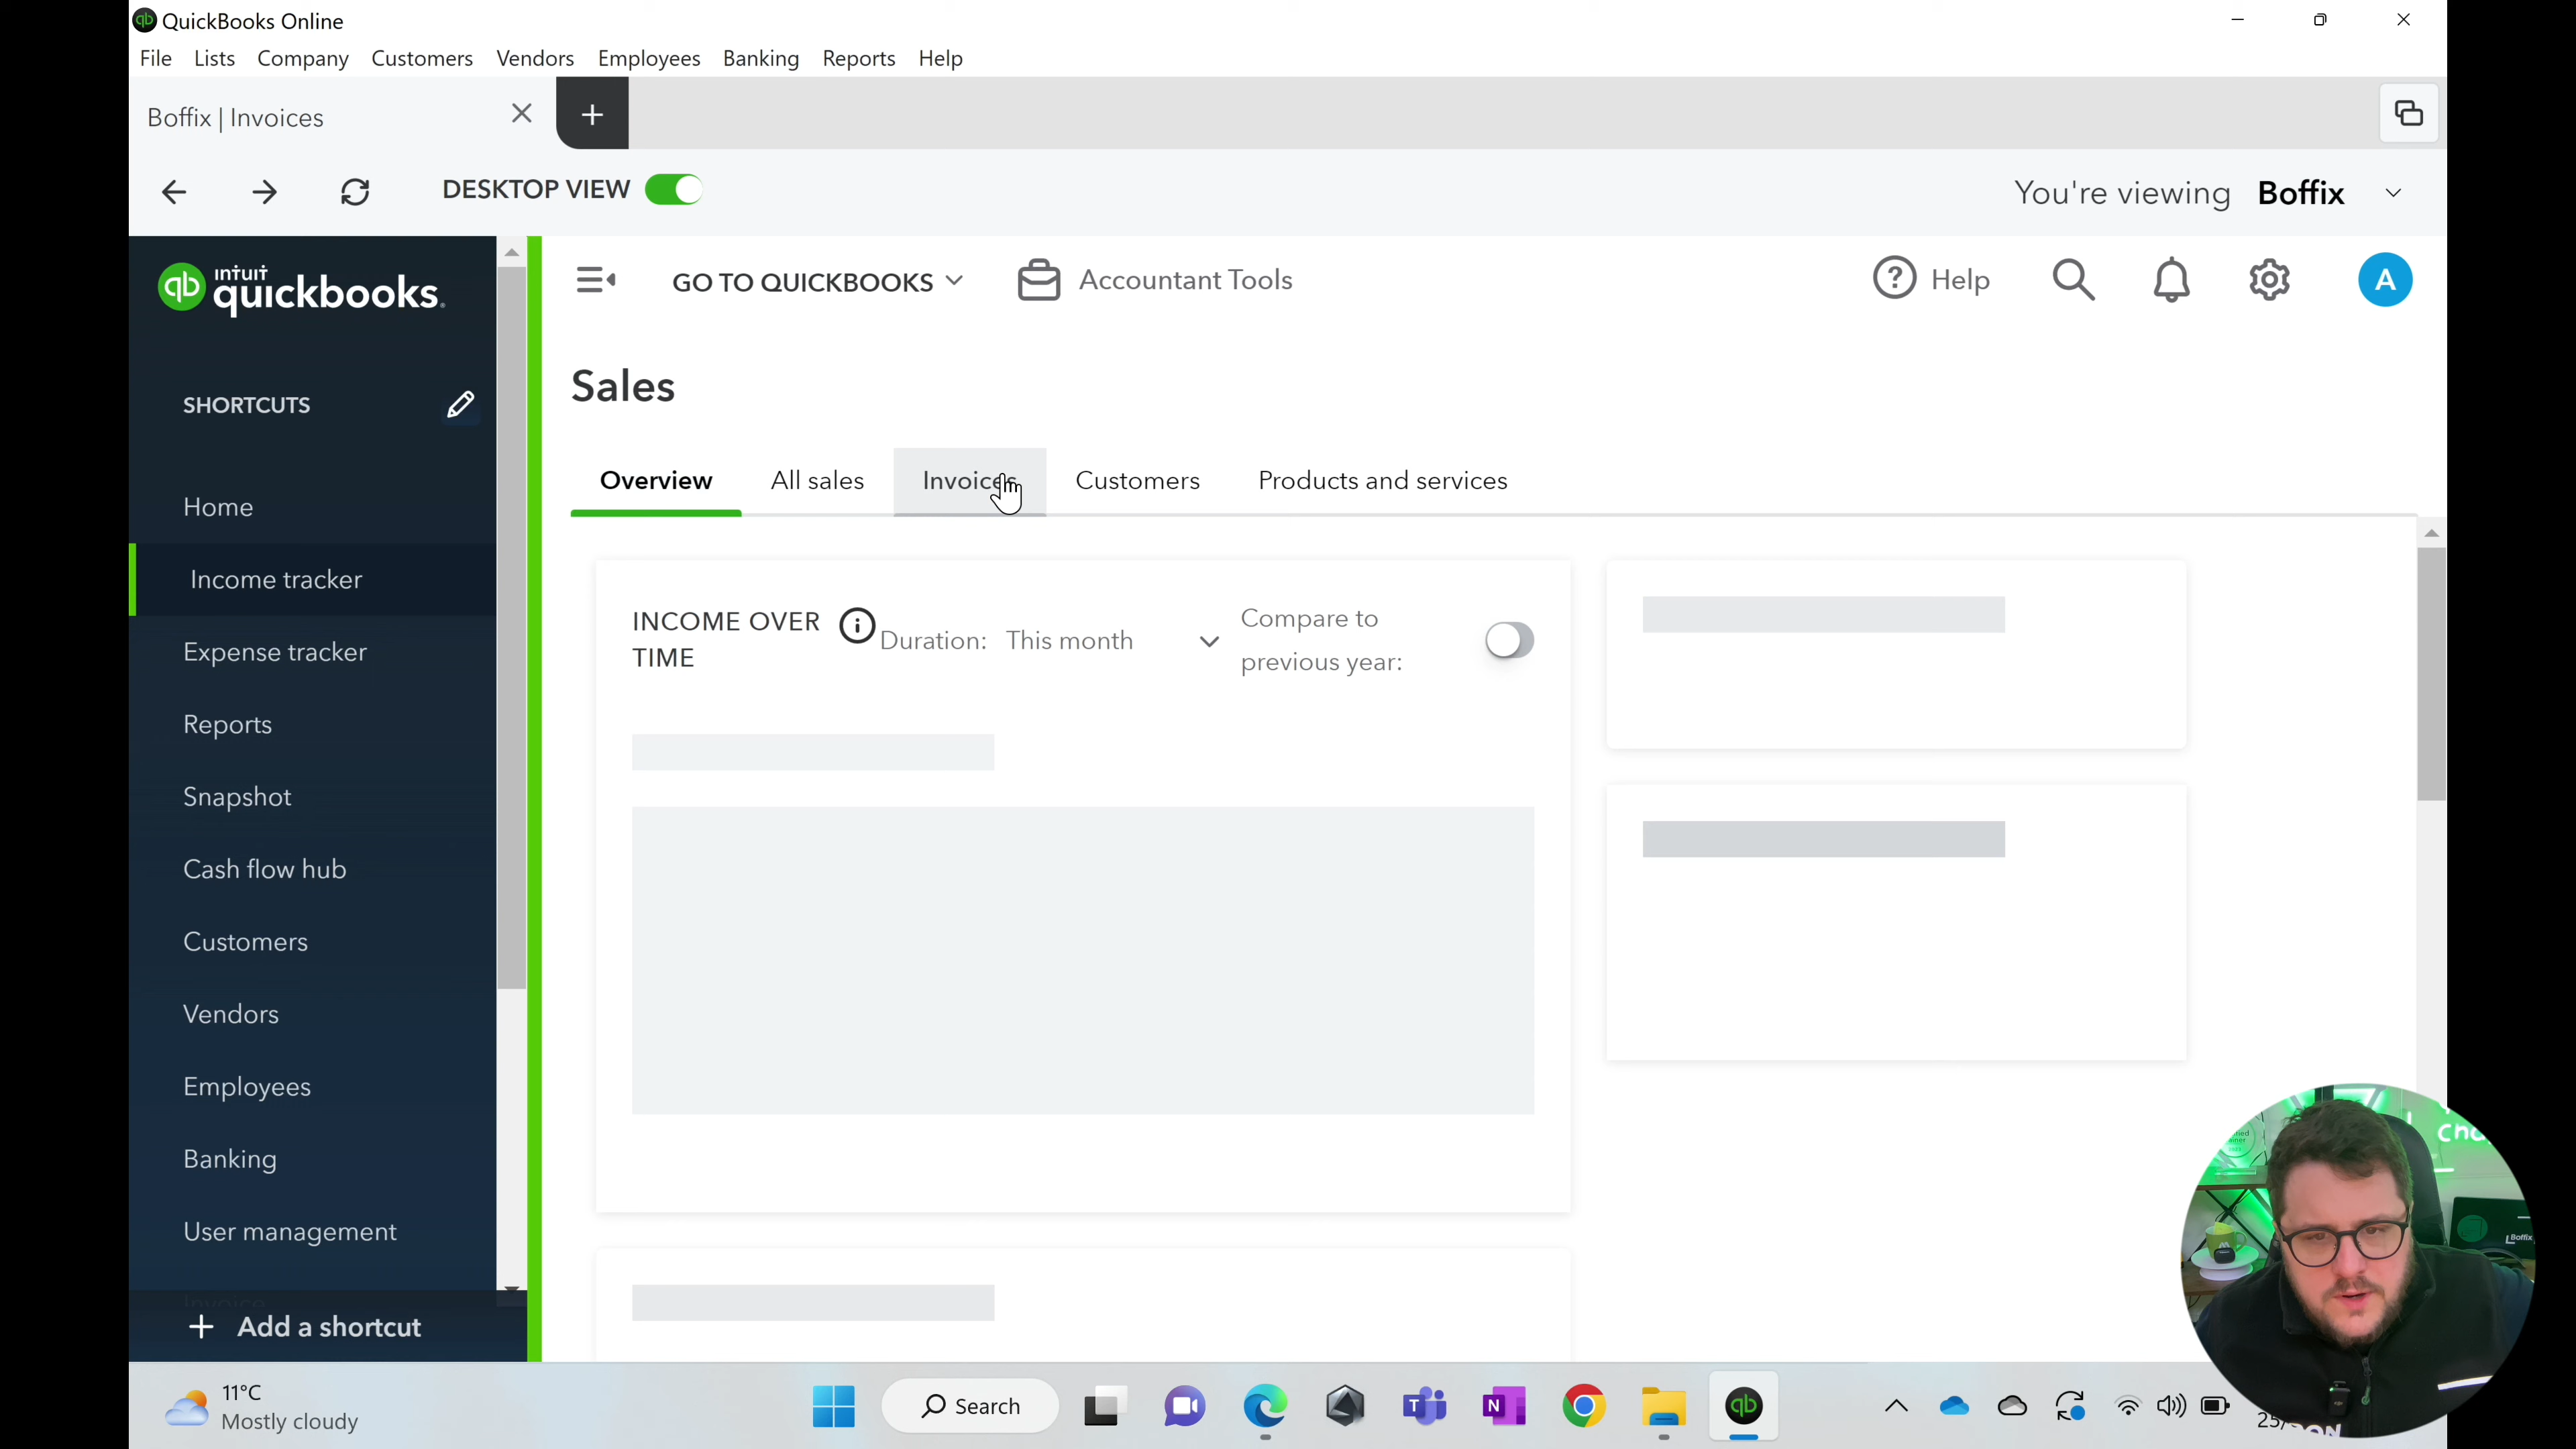 QuickBooks Online
File Lists Company Customers Vendors Employees Banking Reports Help
Boffix | Invoices
DESKTOP VIEW
You're viewing Boffix
intuit
quickbooks.
GO TO QUICKBOOKS
Accountant Tools
Help
A
SHORTCUTS
Home
Income tracker
Expense tracker
Reports
Snapshot
Cash flow hub
Customers
Vendors
Employees
Banking
User management
Invoice
Add a shortcut
Sales
Overview All sales Invoices Customers Products and services
INCOME OVER
TIME
Duration: This month
Compare to
previous year:
Boffix
11°C
Mostly cloudy
Search